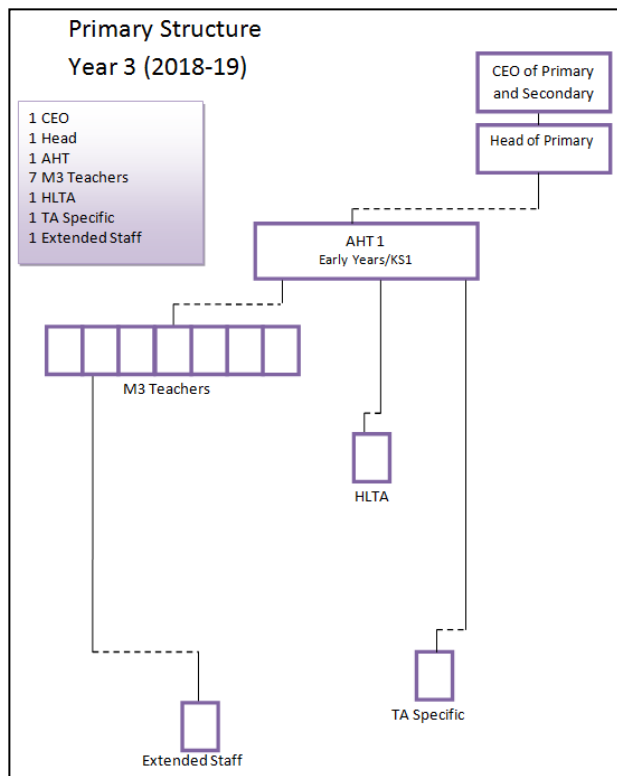 Primary Structure
Year 3 (2018-19)
1 CEO
1 Head
1 AHT
7 M3 Teachers
1 HLTA
1 TA Specific
1 Extended Staff
CEO of Primary
and Secondary
Head of Primary
AHT 1
Early Years/KS1
M3 Teachers
HLTA
TA Specific
Extended Staff